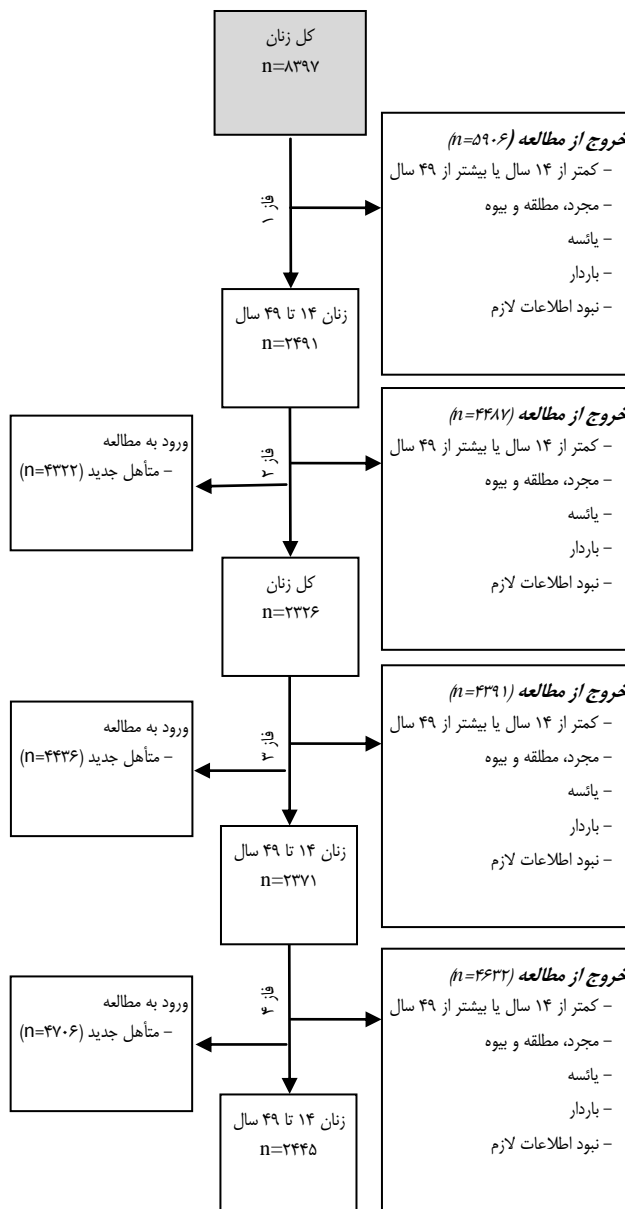 کل زنان
n=۸۳۹۷
خروج از مطالعه (n=۵۹۰۶)
- کمتر از ۱۴ سال یا بیشتر از ۴۹ سال
- مجرد، مطلقه و بیوه
- یائسه
- باردار
- نبود اطلاعات لازم
فاز ۱
زنان ۱۴ تا ۴۹ سال
n=۲۴۹۱
خروج از مطالعه (n=۴۴۸۷)
- کمتر از ۱۴ سال یا بیشتر از ۴۹ سال
- مجرد، مطلقه و بیوه
- یائسه
- باردار
- نبود اطلاعات لازم
فاز ۲
ورود به مطالعه
- متأهل جدید (n=۴۳۲۲)
کل زنان
n=۲۳۲۶
خروج از مطالعه (n=۴۳۹۱)
- کمتر از ۱۴ سال یا بیشتر از ۴۹ سال
- مجرد، مطلقه و بیوه
- یائسه
- باردار
- نبود اطلاعات لازم
فاز ۳
ورود به مطالعه
- متأهل جدید (n=۴۴۳۶)
زنان ۱۴ تا ۴۹ سال
n=۲۳۷۱
خروج از مطالعه (n=۴۶۳۲)
- کمتر از ۱۴ سال یا بیشتر از ۴۹ سال
- مجرد، مطلقه و بیوه
- یائسه
- باردار
- نبود اطلاعات لازم
فاز ۴
ورود به مطالعه
- متأهل جدید (n=۴۷۰۶)
زنان ۱۴ تا ۴۹ سال
n=۲۴۴۵